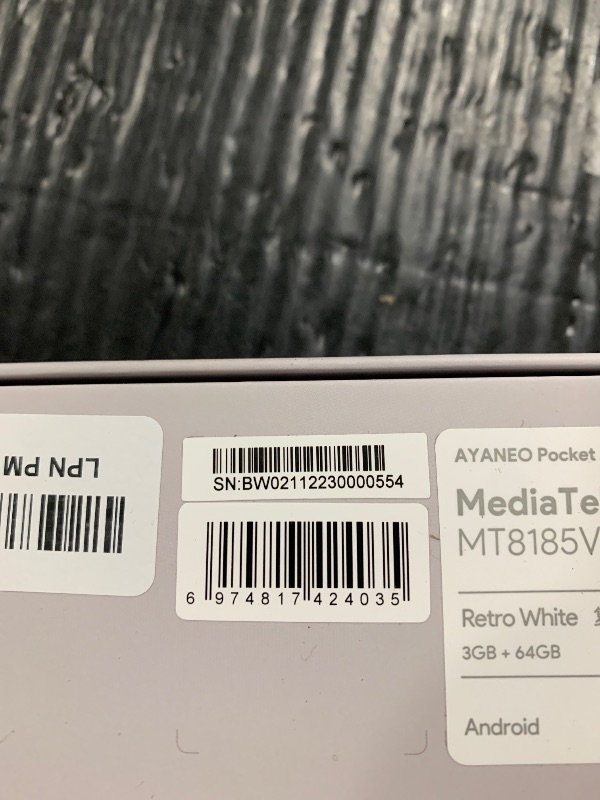 LPN PM
SN:BW02112230000554
6 974817 424035
AYANEO Pocket
MediaTe
MT8185V
Retro White
3GB + 64GB
Android